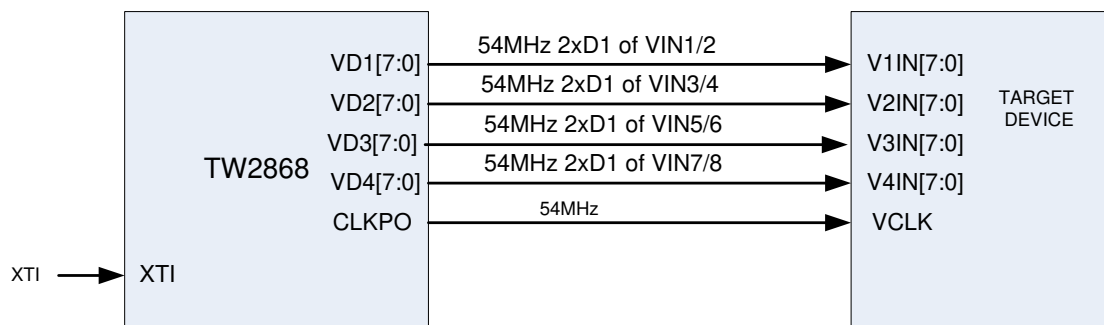 VD1[7:0]
54MHz 2xD1 of VIN1/2
V1IN[7:0]
VD2[7:0]
54MHz 2xD1 of VIN3/4
V2IN[7:0]
TARGET
DEVICE
VD3[7:0]
54MHz 2xD1 of VIN5/6
V3IN[7:0]
TW2868
VD4[7:0]
54MHz 2xD1 of VIN7/8
V4IN[7:0]
CLKPO
54MHz
VCLK
XTI
XTI